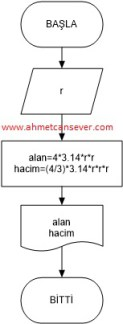 BAŞLA
r
www.ahmetcansever.com
alan=4*3.14*r*r
hacim=(4/3)*3.14*r*r*r
alan
hacim
BİTTİ